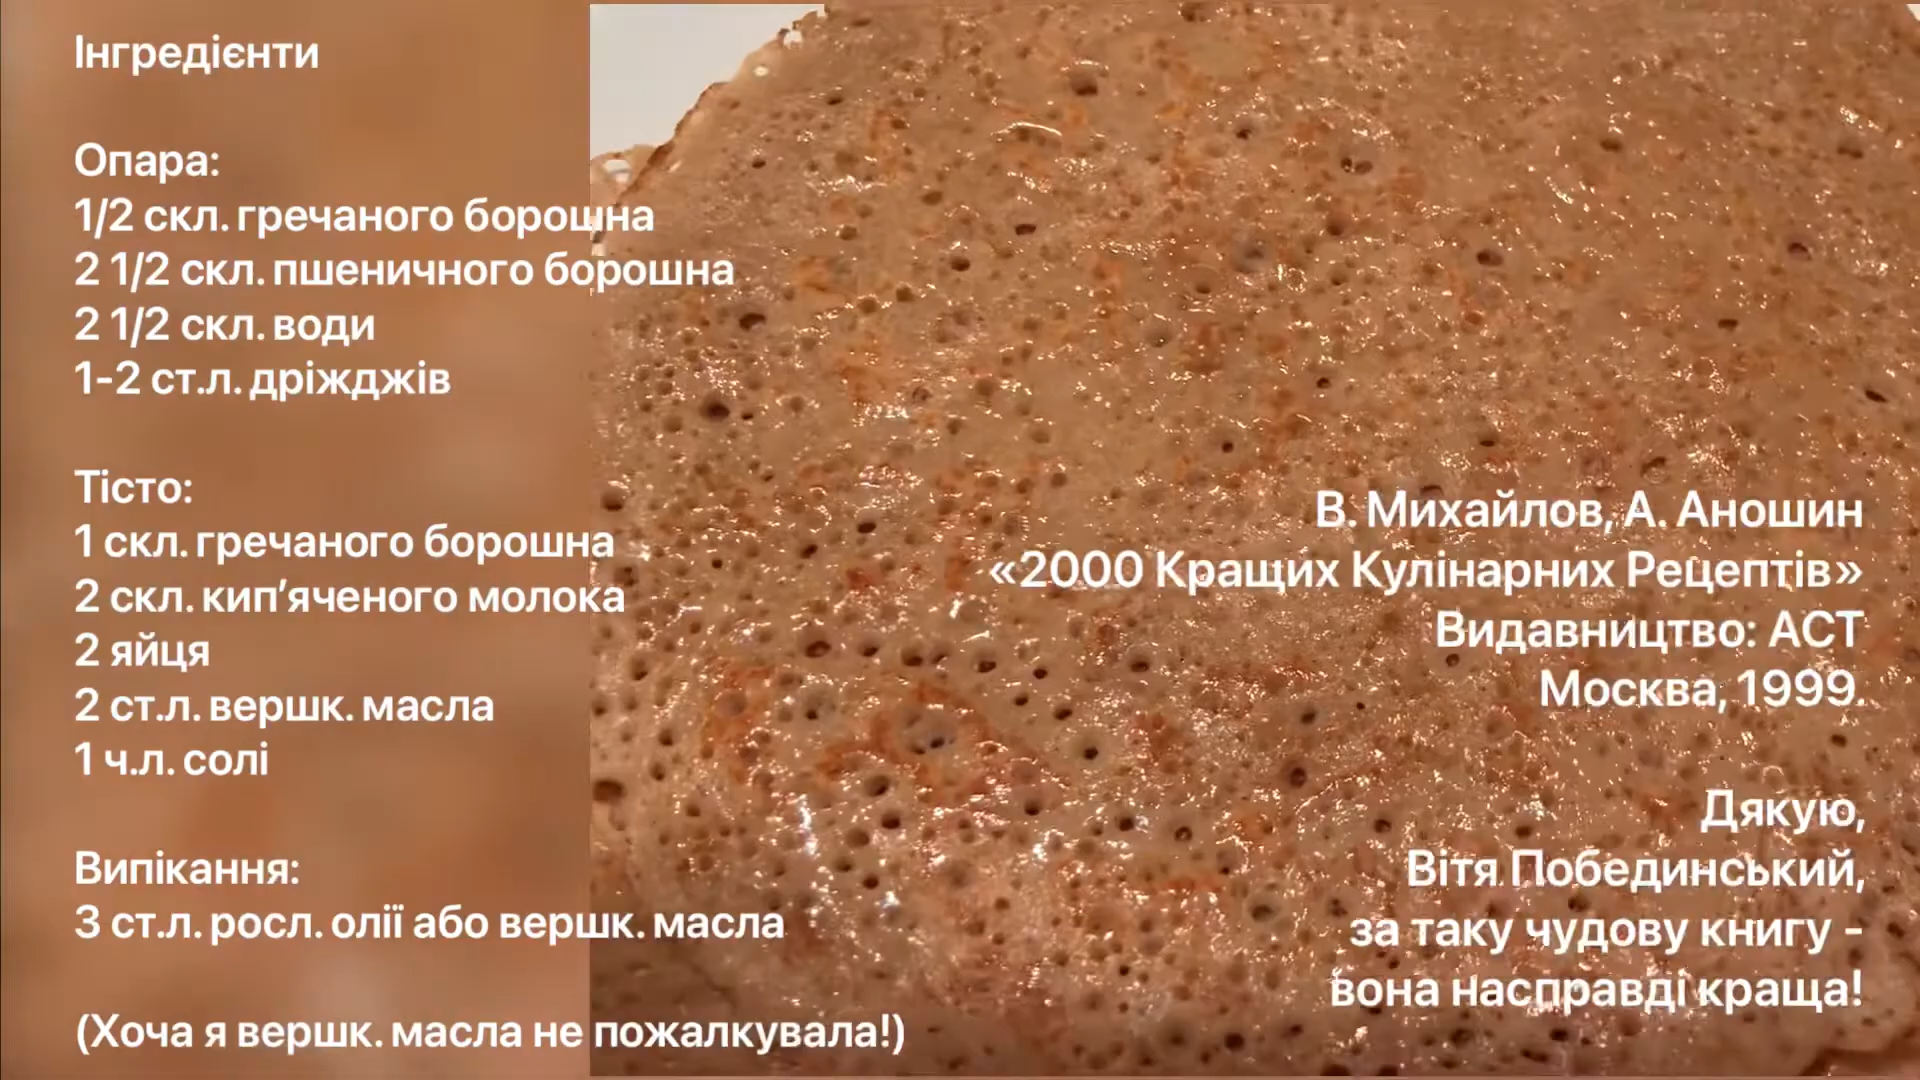 Інгредієнти
Опара:
1/2 скл. гречаного борошна
2 1/2 скл. пшеничного борошна
2 1/2 скл. води
1-2 ст.л. дріжджів
Тісто:
1 скл. гречаного борошна
2 скл. кип’яченого молока
2 яйця
2 ст.л. вершк. масла
1 ч.л. солі
Випікання:
3 ст.л. росл. олії або вершк. масла
(Хоча я вершк. масла не пожалкувала!)
В. Михайлов, А. Аношин
«2000 Кращих Кулінарних Рецептів»
Видавництво: АСТ
Москва, 1999.
Дякую,
Вітя Побединський,
за таку чудову книгу -
вона насправді краща!